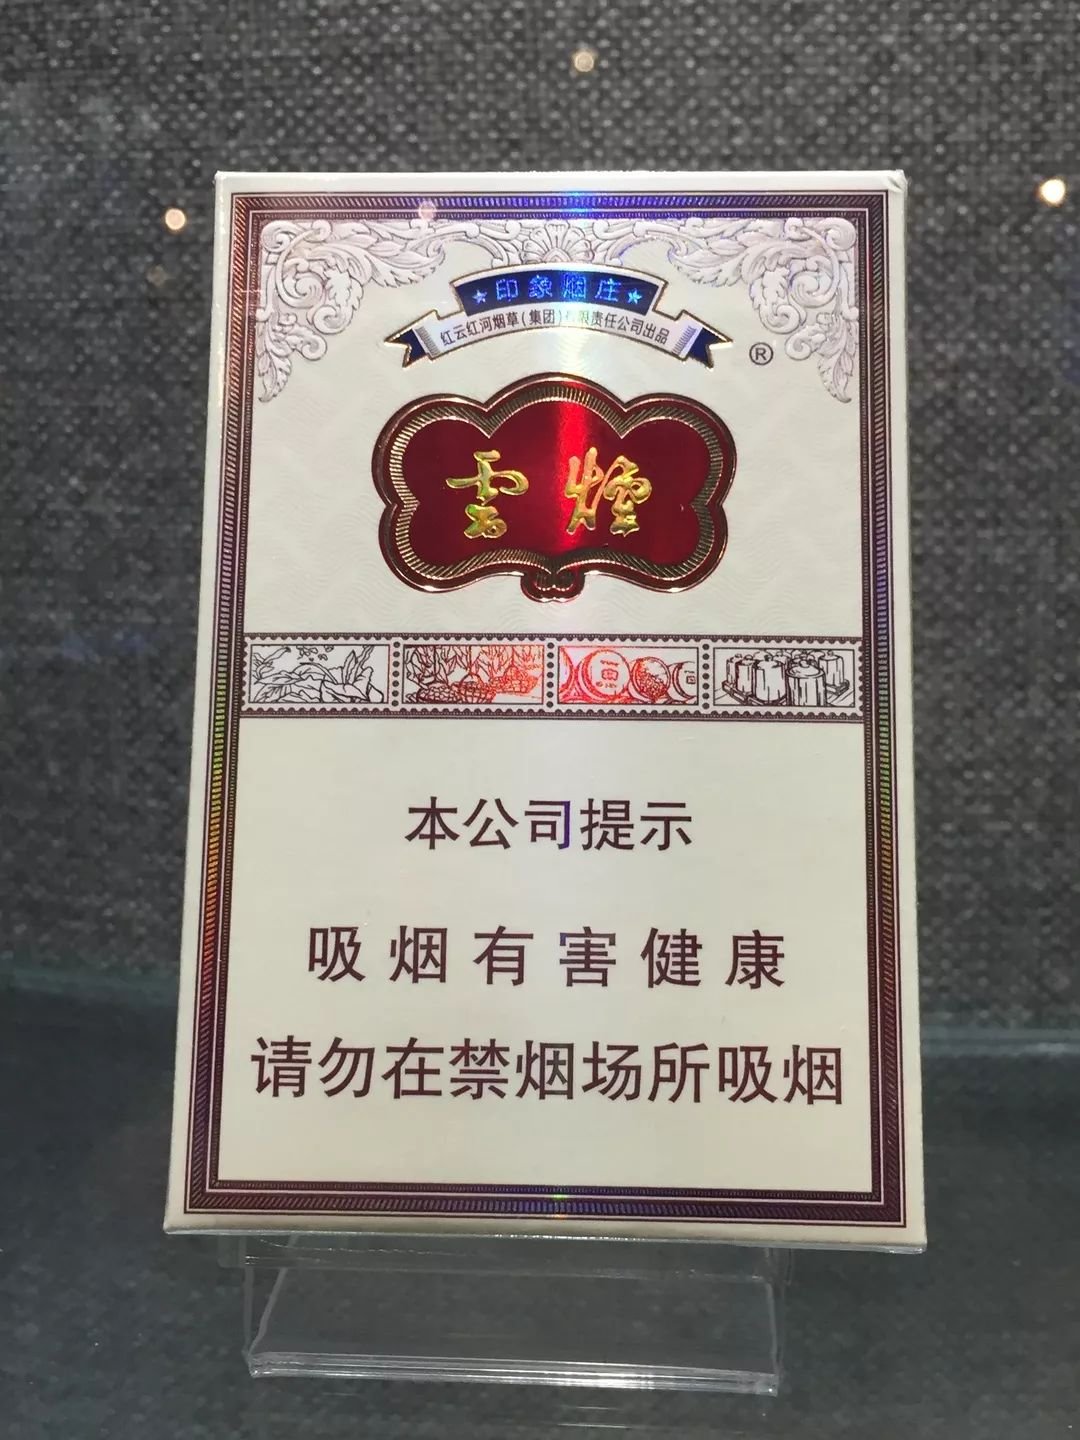 印象烟庄
红云红河烟草(集团)有限责任公司出品
®
雲煙
本公司提示
吸烟有害健康
请勿在禁烟场所吸烟